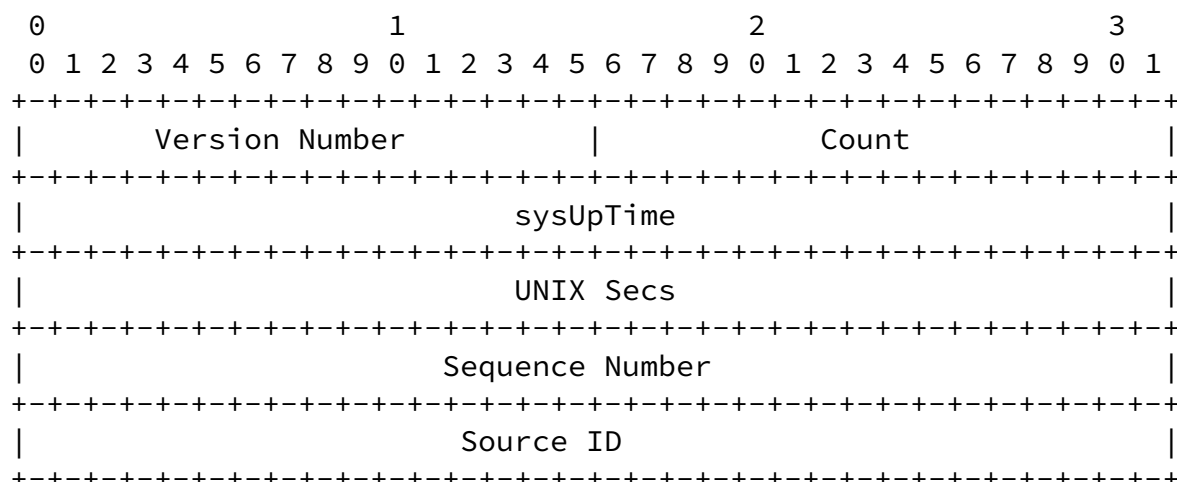 0                   1                   2                   3
 0 1 2 3 4 5 6 7 8 9 0 1 2 3 4 5 6 7 8 9 0 1 2 3 4 5 6 7 8 9 0 1
+-+-+-+-+-+-+-+-+-+-+-+-+-+-+-+-+-+-+-+-+-+-+-+-+-+-+-+-+-+-+-+-+
|       Version Number          |            Count              |
+-+-+-+-+-+-+-+-+-+-+-+-+-+-+-+-+-+-+-+-+-+-+-+-+-+-+-+-+-+-+-+-+
|                           sysUpTime                           |
+-+-+-+-+-+-+-+-+-+-+-+-+-+-+-+-+-+-+-+-+-+-+-+-+-+-+-+-+-+-+-+-+
|                           UNIX Secs                           |
+-+-+-+-+-+-+-+-+-+-+-+-+-+-+-+-+-+-+-+-+-+-+-+-+-+-+-+-+-+-+-+-+
|                       Sequence Number                         |
+-+-+-+-+-+-+-+-+-+-+-+-+-+-+-+-+-+-+-+-+-+-+-+-+-+-+-+-+-+-+-+-+
|                        Source ID                              |
+-+-+-+-+-+-+-+-+-+-+-+-+-+-+-+-+-+-+-+-+-+-+-+-+-+-+-+-+-+-+-+-+